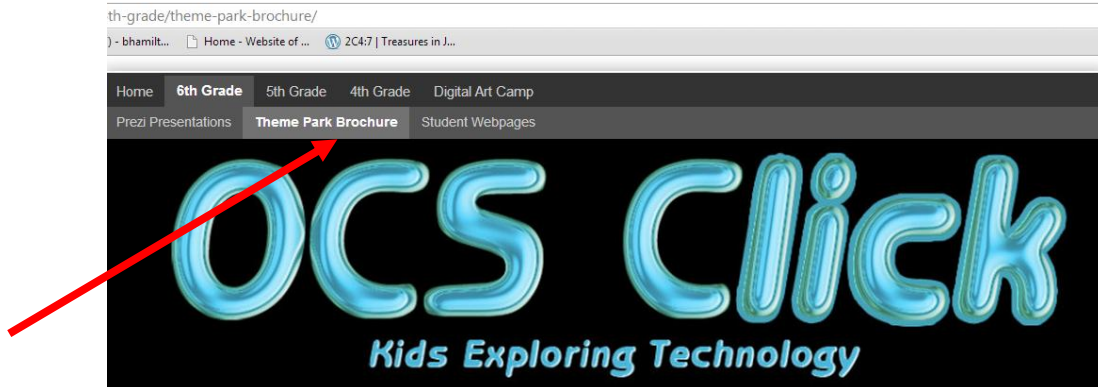 th-grade/theme-park-brochure/
) - bhamilt... Home - Website of ... 2C4:7 | Treasures in J...
Home 6th Grade 5th Grade 4th Grade Digital Art Camp
Prezi Presentations Theme Park Brochure Student Webpages
OCS Click
Kids Exploring Technology